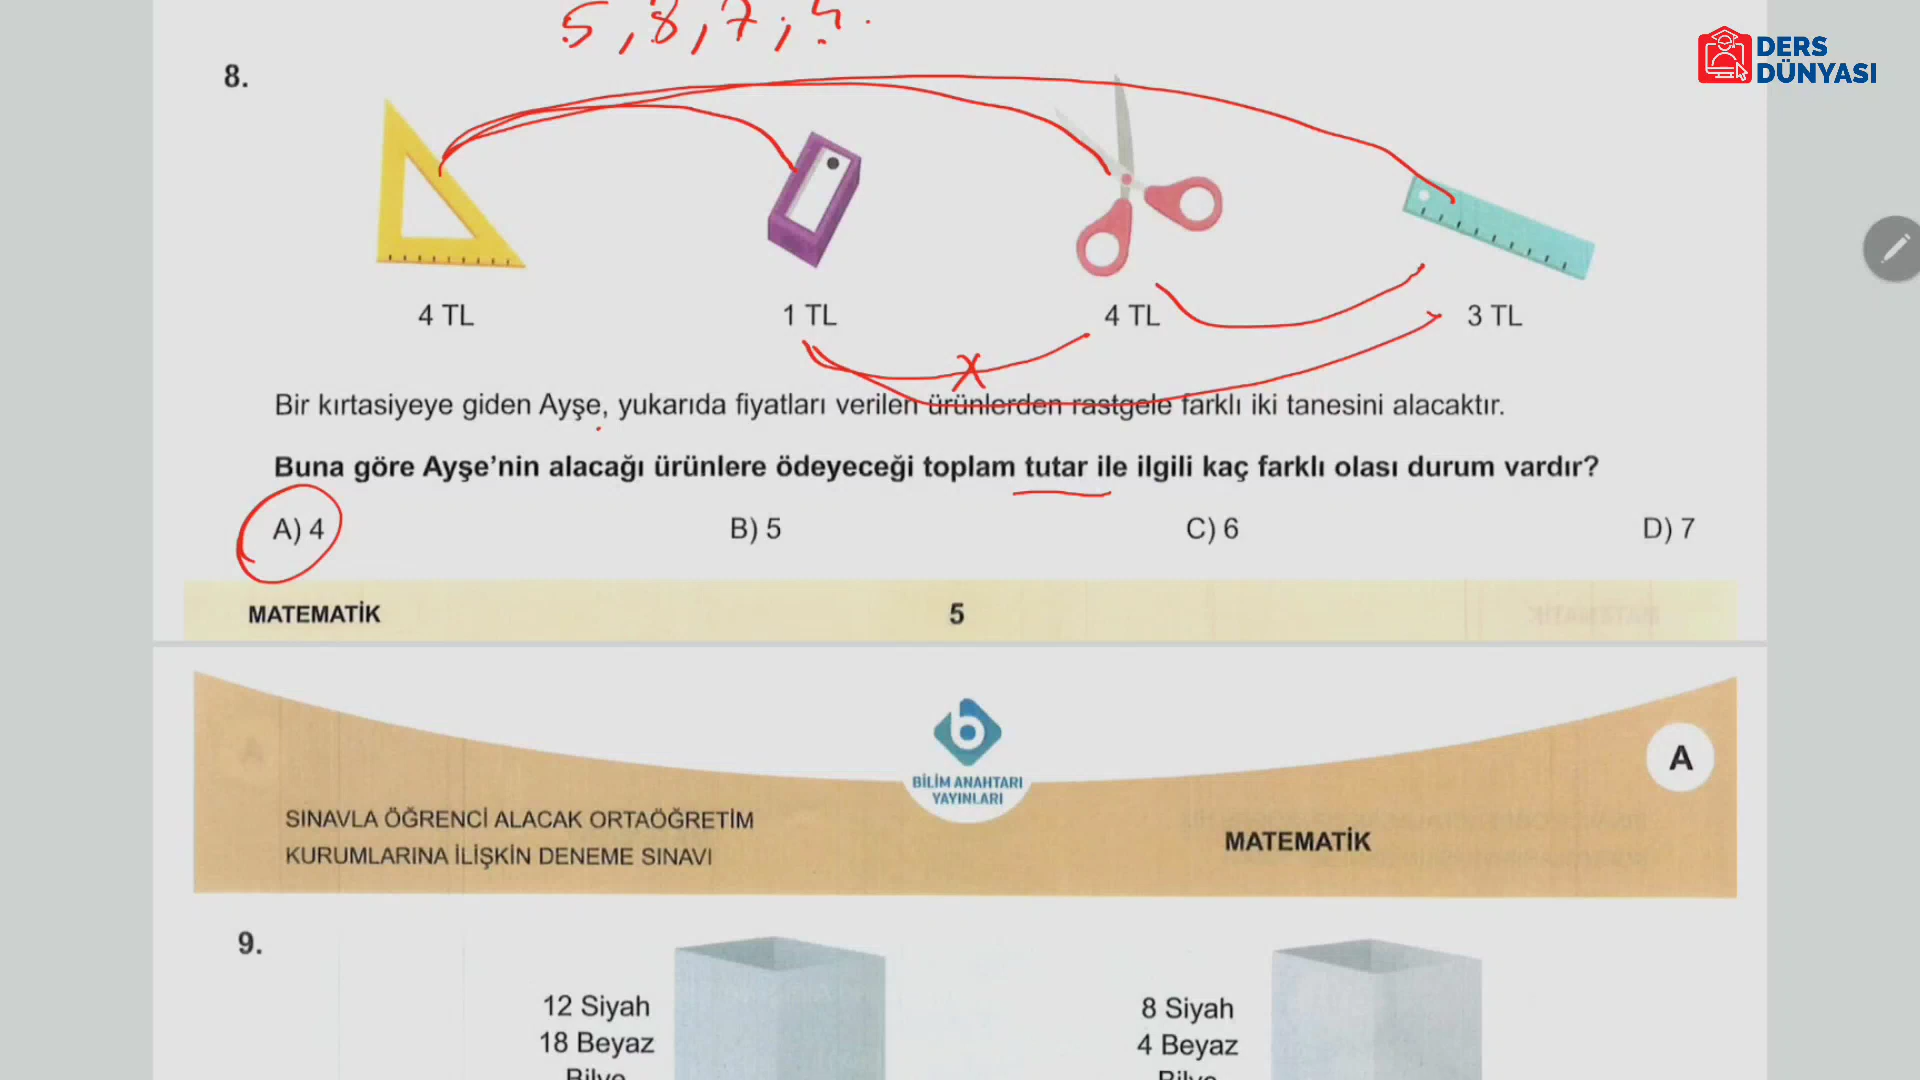 5, 8, 7, 4.
DERS
DÜNYASI
8.
4 TL
1 TL
4 TL
3 TL
x
Bir kırtasiyeye giden Ayşe, yukarıda fiyatları verilen ürünlerden rastgele farklı iki tanesini alacaktır.
Buna göre Ayşe'nin alacağı ürünlere ödeyeceği toplam tutar ile ilgili kaç farklı olası durum vardır?
A) 4
B) 5
C) 6
D) 7
MATEMATİK
5
BİLİM ANAHTARI
YAYINLARI
A
SINAVLA ÖĞRENCİ ALACAK ORTAÖĞRETİM
KURUMLARINA İLİŞKİN DENEME SINAVI
MATEMATİK
9.
12 Siyah
18 Beyaz
Bilye
8 Siyah
4 Beyaz
Bilye